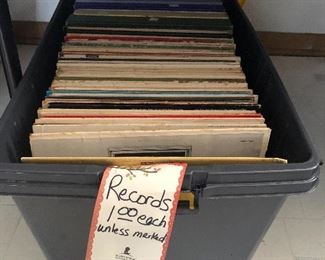 Records
1.00 each
unless marked